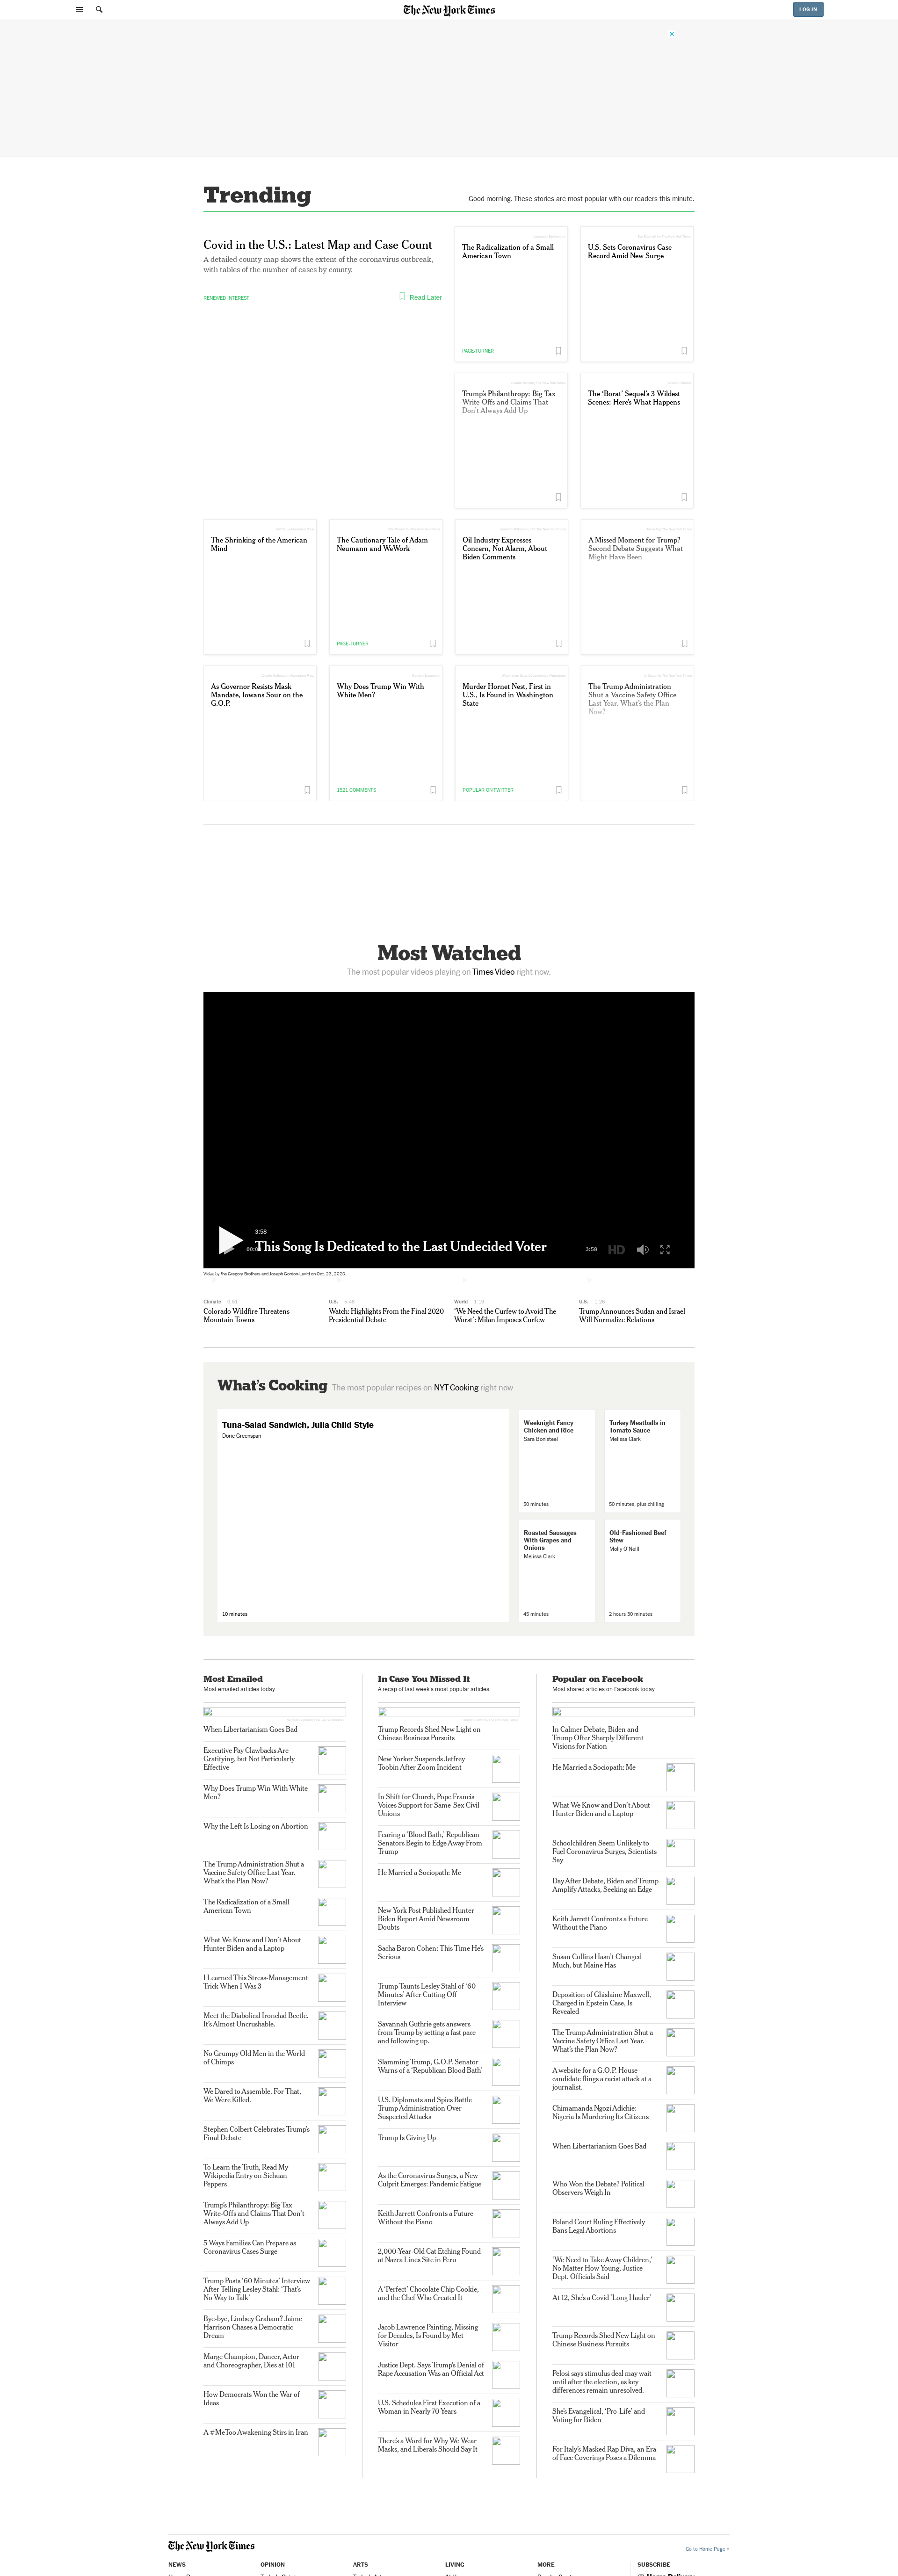 The New York Times
LOG IN
Trending
Good morning. These stories are most popular with our readers this minute.
Covid in the U.S.: Latest Map and Case Count
A detailed county map shows the extent of the coronavirus outbreak,
with tables of the number of cases by county.
RENEWED INTEREST
Read Later
The Radicalization of a Small
American Town
PAGE-TURNER
U.S. Sets Coronavirus Case
Record Amid New Surge
Trump's Philanthropy: Big Tax
Write-Offs and Claims That
Don't Always Add Up
The 'Borat' Sequel's 3 Wildest
Scenes: Here's What Happens
The Shrinking of the American
Mind
The Cautionary Tale of Adam
Neumann and WeWork
PAGE-TURNER
Oil Industry Expresses
Concern, Not Alarm, About
Biden Comments
A Missed Moment for Trump?
Second Debate Suggests What
Might Have Been
As Governor Resists Mask
Mandate, Iowans Sour on the
G.O.P.
Why Does Trump Win With
White Men?
1521 COMMENTS
Murder Hornet Nest, First in
U.S., Is Found in Washington
State
POPULAR ON TWITTER
The Trump Administration
Shut a Vaccine Safety Office
Last Year. What's the Plan
Now?
Most Watched
The most popular videos playing on Times Video right now.
3:58
This Song Is Dedicated to the Last Undecided Voter
3:58
HD
Video by the Gregory Brothers and Joseph Gordon-Levitt on Oct. 23, 2020.
Climate 0:51
Colorado Wildfire Threatens
Mountain Towns
U.S. 5:48
Watch: Highlights From the Final 2020
Presidential Debate
World 1:18
'We Need the Curfew to Avoid The
Worst': Milan Imposes Curfew
U.S. 1:26
Trump Announces Sudan and Israel
Will Normalize Relations
What's Cooking
The most popular recipes on NYT Cooking right now
Tuna-Salad Sandwich, Julia Child Style
Dorie Greenspan
10 minutes
Weeknight Fancy
Chicken and Rice
Sara Bonisteel
50 minutes
Turkey Meatballs in
Tomato Sauce
Melissa Clark
50 minutes, plus chilling
Roasted Sausages
With Grapes and
Onions
Melissa Clark
45 minutes
Old-Fashioned Beef
Stew
Molly O'Neill
2 hours 30 minutes
Most Emailed
Most emailed articles today
When Libertarianism Goes Bad
Executive Pay Clawbacks Are
Gratifying, but Not Particularly
Effective
Why Does Trump Win With White
Men?
Why the Left Is Losing on Abortion
The Trump Administration Shut a
Vaccine Safety Office Last Year.
What's the Plan Now?
The Radicalization of a Small
American Town
What We Know and Don't About
Hunter Biden and a Laptop
I Learned This Stress-Management
Trick When I Was 3
Meet the Diabolical Ironclad Beetle.
It's Almost Uncrushable.
No Grumpy Old Men in the World
of Chimps
We Dared to Assemble. For That,
We Were Killed.
Stephen Colbert Celebrates Trump's
Final Debate
To Learn the Truth, Read My
Wikipedia Entry on Sichuan
Peppers
Trump's Philanthropy: Big Tax
Write-Offs and Claims That Don't
Always Add Up
5 Ways Families Can Prepare as
Coronavirus Cases Surge
Trump Posts '60 Minutes' Interview
After Telling Lesley Stahl: 'That's
No Way to Talk'
Bye-bye, Lindsey Graham? Jaime
Harrison Chases a Democratic
Dream
Marge Champion, Dancer, Actor
and Choreographer, Dies at 101
How Democrats Won the War of
Ideas
A #MeToo Awakening Stirs in Iran
In Case You Missed It
A recap of last week's most popular articles
Trump Records Shed New Light on
Chinese Business Pursuits
New Yorker Suspends Jeffrey
Toobin After Zoom Incident
In Shift for Church, Pope Francis
Voices Support for Same-Sex Civil
Unions
Fearing a 'Blood Bath,' Republican
Senators Begin to Edge Away From
Trump
He Married a Sociopath: Me
New York Post Published Hunter
Biden Report Amid Newsroom
Doubts
Sacha Baron Cohen: This Time He's
Serious
Trump Taunts Lesley Stahl of '60
Minutes' After Cutting Off
Interview
Savannah Guthrie gets answers
from Trump by setting a fast pace
and following up.
Slamming Trump, G.O.P. Senator
Warns of a 'Republican Blood Bath'
U.S. Diplomats and Spies Battle
Trump Administration Over
Suspected Attacks
Trump Is Giving Up
As the Coronavirus Surges, a New
Culprit Emerges: Pandemic Fatigue
Keith Jarrett Confronts a Future
Without the Piano
2,000-Year-Old Cat Etching Found
at Nazca Lines Site in Peru
A 'Perfect' Chocolate Chip Cookie,
and the Chef Who Created It
Jacob Lawrence Painting, Missing
for Decades, Is Found by Met
Visitor
Justice Dept. Says Trump's Denial of
Rape Accusation Was an Official Act
U.S. Schedules First Execution of a
Woman in Nearly 70 Years
There's a Word for Why We Wear
Masks, and Liberals Should Say It
Popular on Facebook
Most shared articles on Facebook today
In Calmer Debate, Biden and
Trump Offer Sharply Different
Visions for Nation
He Married a Sociopath: Me
What We Know and Don't About
Hunter Biden and a Laptop
Schoolchildren Seem Unlikely to
Fuel Coronavirus Surges, Scientists
Say
Day After Debate, Biden and Trump
Amplify Attacks, Seeking an Edge
Keith Jarrett Confronts a Future
Without the Piano
Susan Collins Hasn't Changed
Much, but Maine Has
Deposition of Ghislaine Maxwell,
Charged in Epstein Case, Is
Revealed
The Trump Administration Shut a
Vaccine Safety Office Last Year.
What's the Plan Now?
A website for a G.O.P. House
candidate flings a racist attack at a
journalist.
Chimamanda Ngozi Adichie:
Nigeria Is Murdering Its Citizens
When Libertarianism Goes Bad
Who Won the Debate? Political
Observers Weigh In
Poland Court Ruling Effectively
Bans Legal Abortions
'We Need to Take Away Children,'
No Matter How Young, Justice
Dept. Officials Said
At 12, She's a Covid 'Long Hauler'
Trump Records Shed New Light on
Chinese Business Pursuits
Pelosi says stimulus deal may wait
until after the election, as key
differences remain unresolved.
She's Evangelical, 'Pro-Life' and
Voting for Biden
For Italy's Masked Rap Diva, an Era
of Face Coverings Poses a Dilemma
The New York Times
Go to Home Page »
NEWS
OPINION
ARTS
LIVING
MORE
SUBSCRIBE